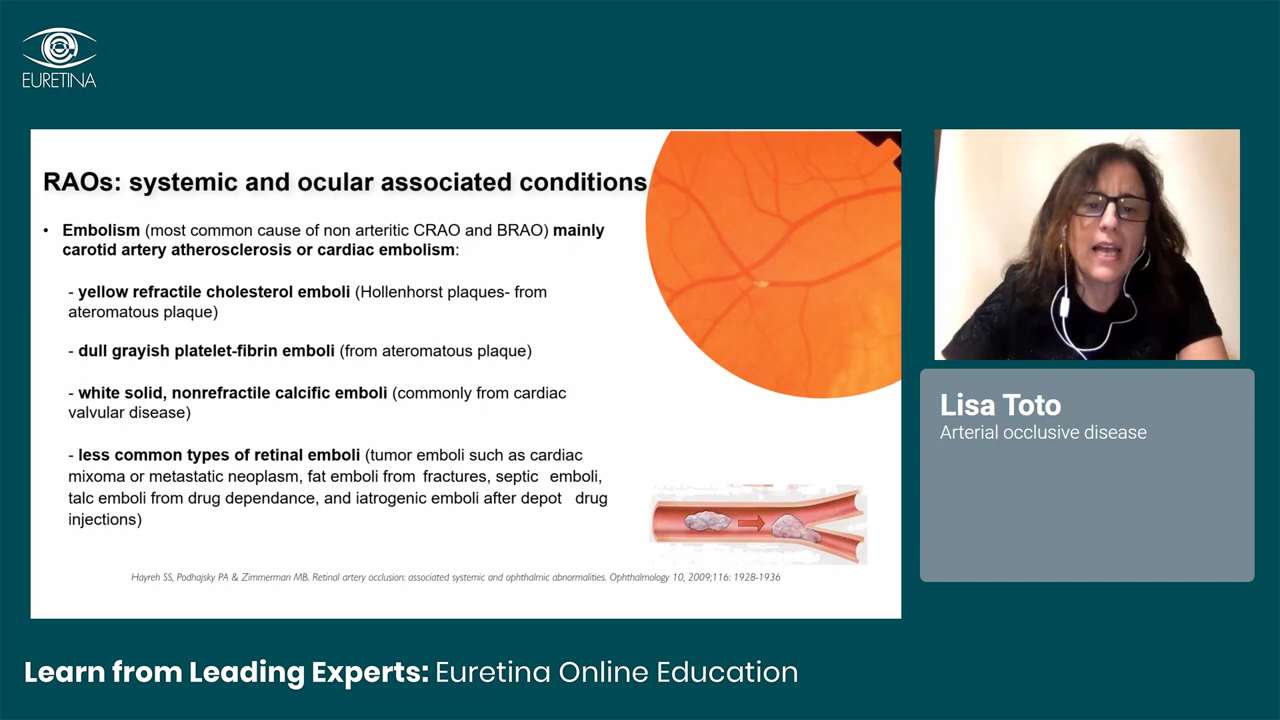 EURETINA
RAOs: systemic and ocular associated conditions
• Embolism (most common cause of non arteritic CRAO and BRAO) mainly
carotid artery atherosclerosis or cardiac embolism:
- yellow refractile cholesterol emboli (Hollenhorst plaques- from
ateromatous plaque)
- dull grayish platelet-fibrin emboli (from ateromatous plaque)
- white solid, nonrefractile calcific emboli (commonly from cardiac
valvular disease)
- less common types of retinal emboli (tumor emboli such as cardiac
mixoma or metastatic neoplasm, fat emboli from fractures, septic emboli,
talc emboli from drug dependance, and iatrogenic emboli after depot drug
injections)
Hayreh SS, Podhajsky PA & Zimmerman MB. Retinal artery occlusion: associated systemic and ophthalmic abnormalities. Ophthalmology 10, 2009;116: 1928-1936
Lisa Toto
Arterial occlusive disease
Learn from Leading Experts: Euretina Online Education